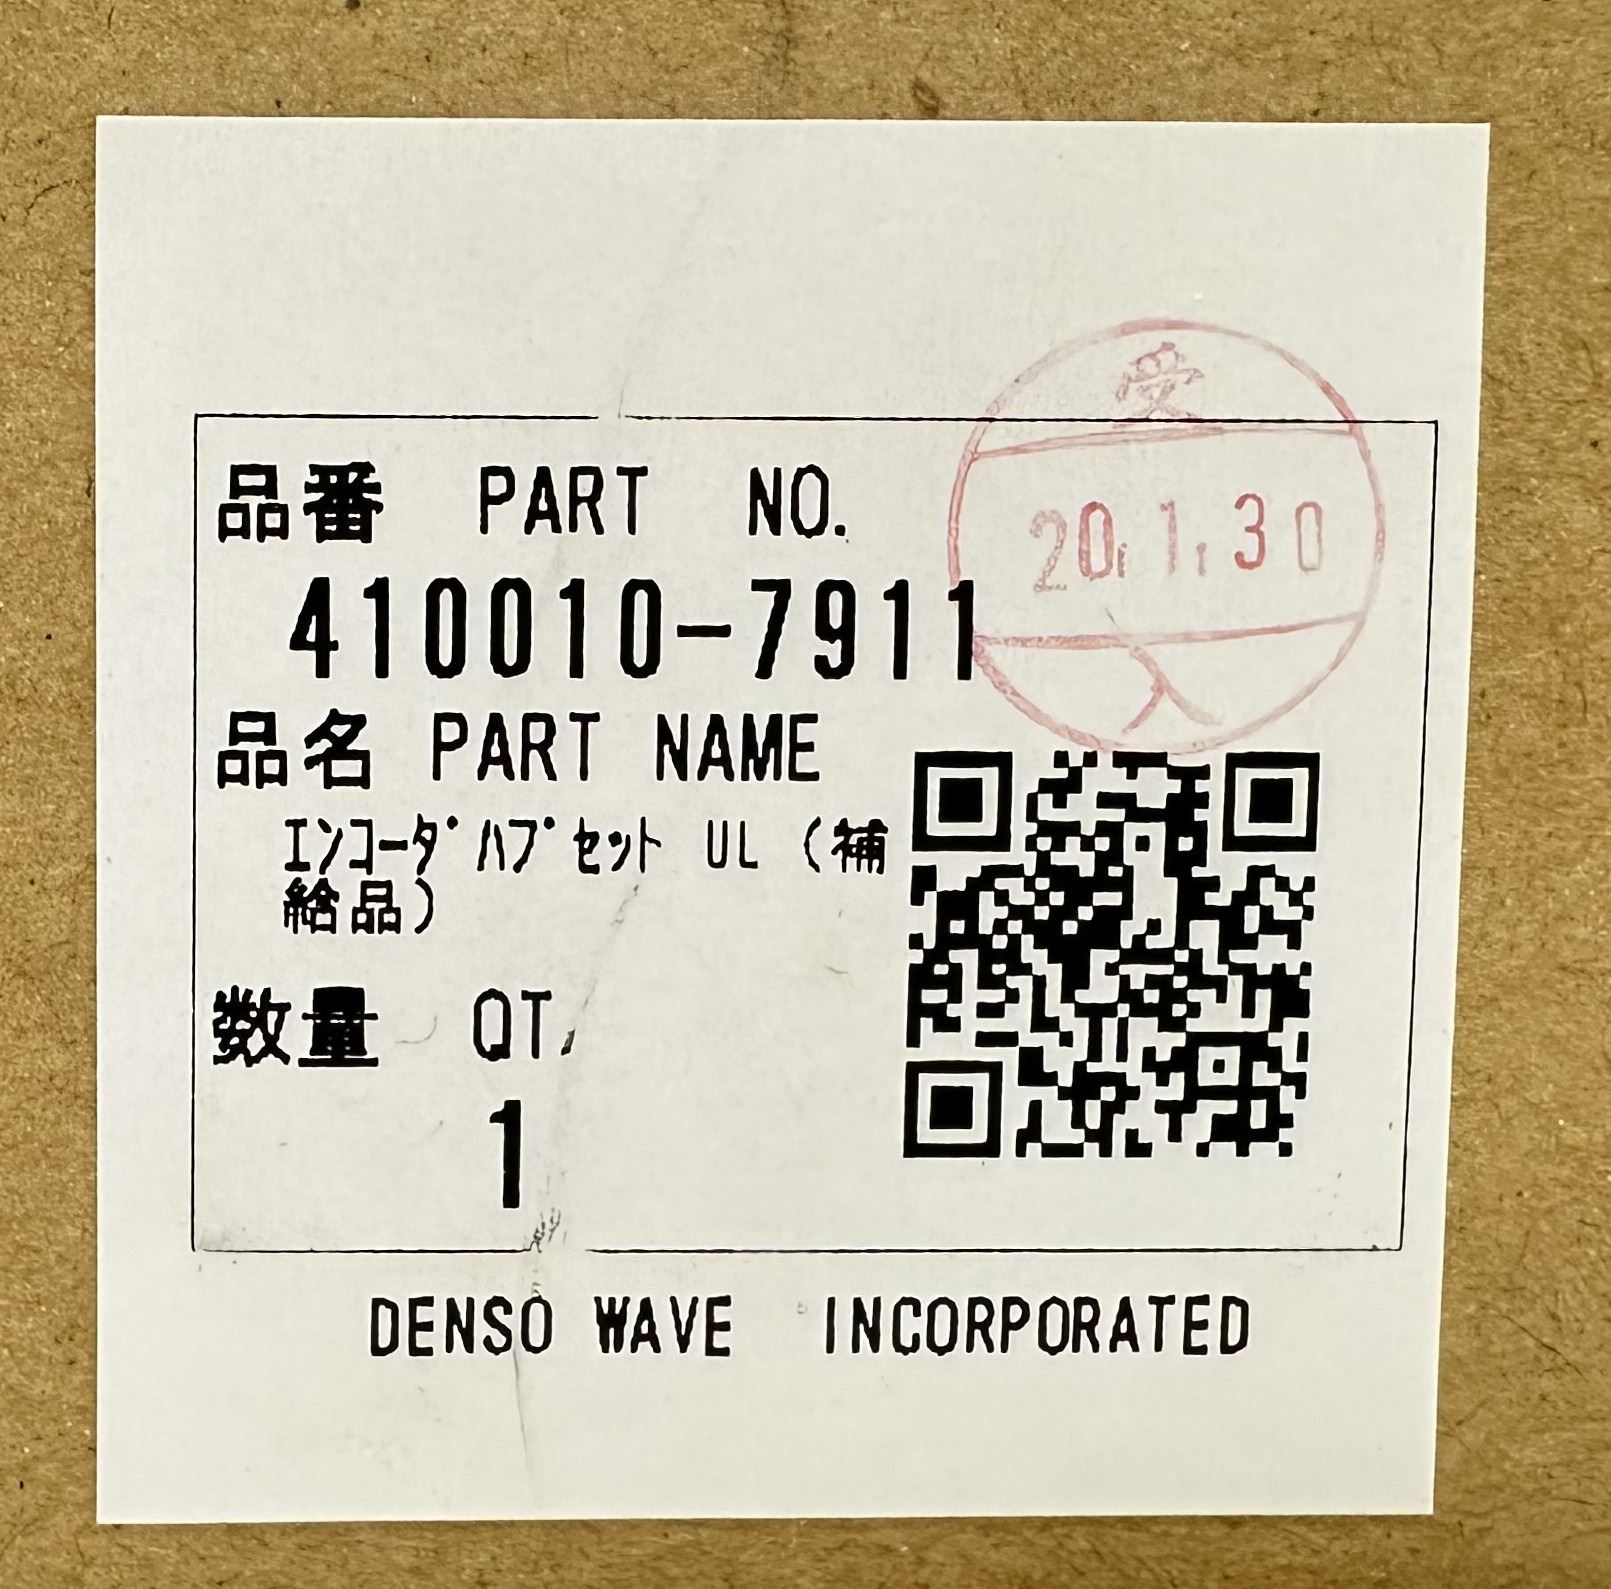 受
20.1.30
入
品番 PART NO.
410010-7911
品名 PART NAME
ｴﾝｺｰﾀﾞﾊﾌﾞｾｯﾄ UL (補
給品)
数量 QT.
1
DENSO WAVE INCORPORATED